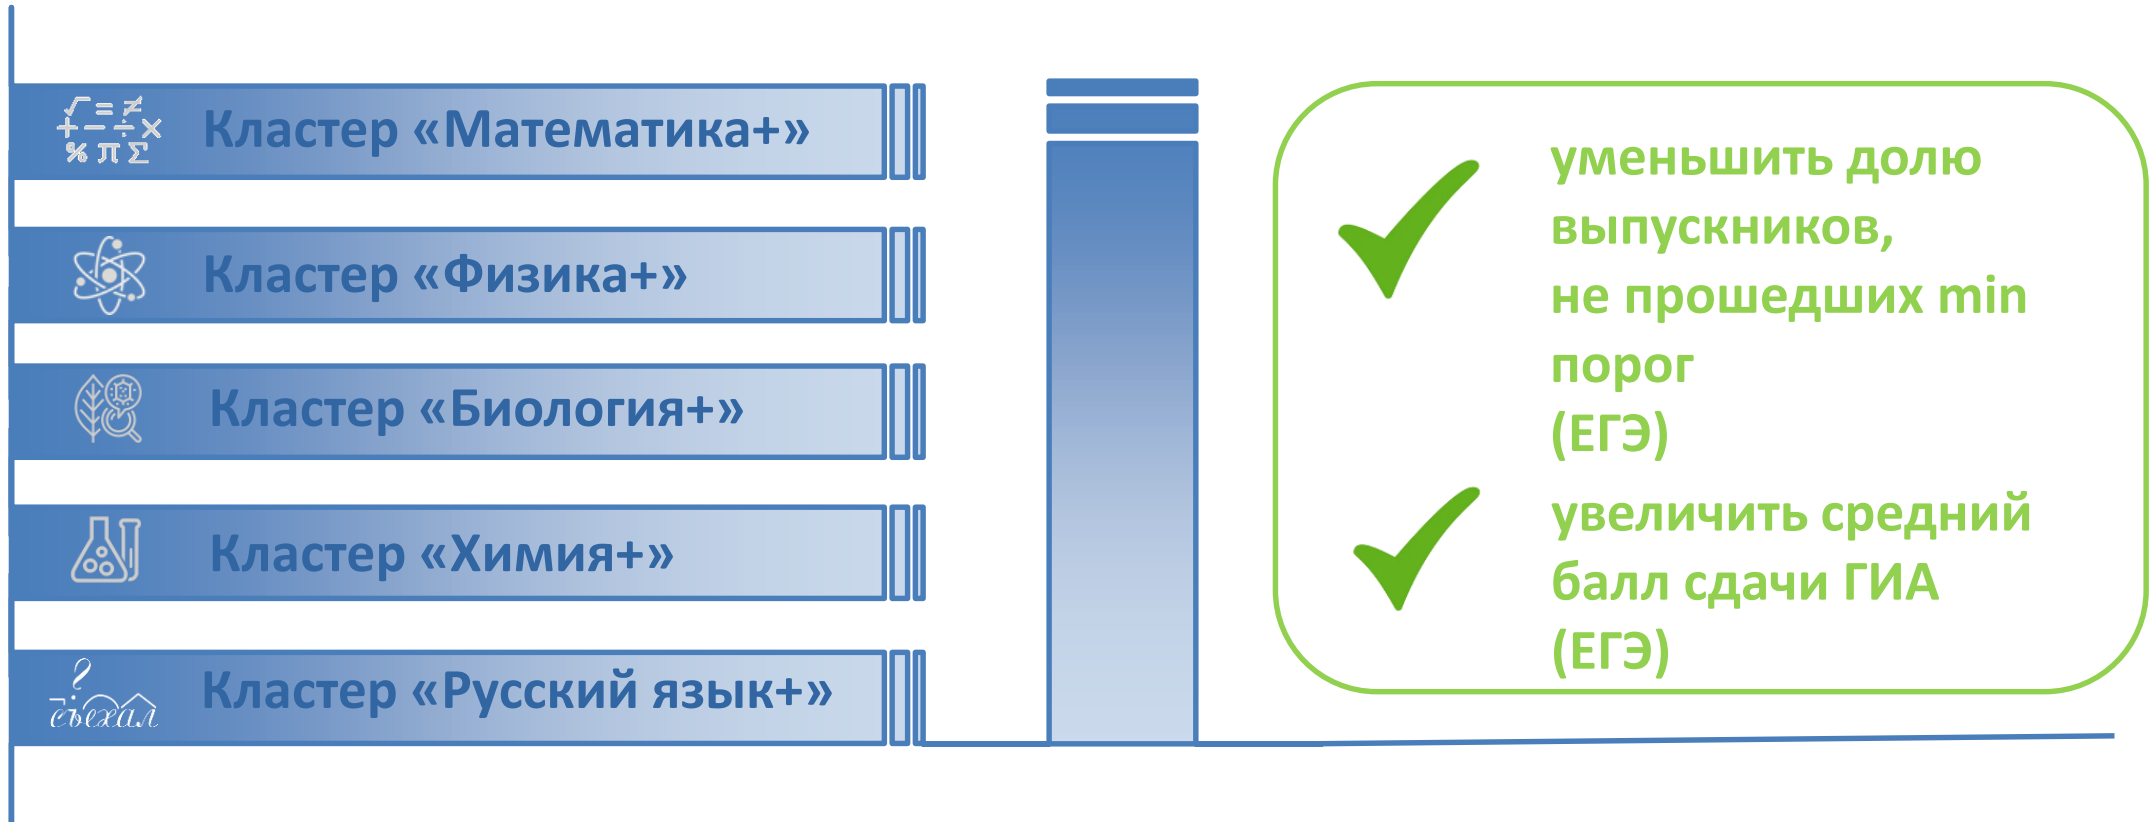 √ = ≠
+ − ÷ ×
% π Σ
Кластер «Математика+»
Кластер «Физика+»
Кластер «Биология+»
Кластер «Химия+»
съехал
Кластер «Русский язык+»
уменьшить долю
выпускников,
не прошедших min
порог
(ЕГЭ)
увеличить средний
балл сдачи ГИА
(ЕГЭ)